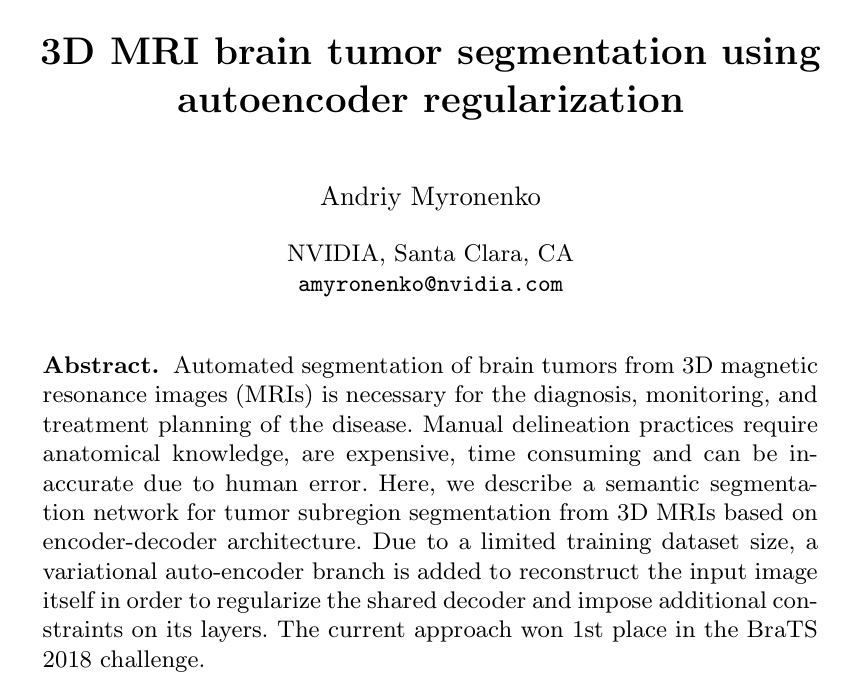 3D MRI brain tumor segmentation using
autoencoder regularization
Andriy Myronenko
NVIDIA, Santa Clara, CA
amyronenko@nvidia.com
Abstract. Automated segmentation of brain tumors from 3D magnetic
resonance images (MRIs) is necessary for the diagnosis, monitoring, and
treatment planning of the disease. Manual delineation practices require
anatomical knowledge, are expensive, time consuming and can be in-
accurate due to human error. Here, we describe a semantic segmenta-
tion network for tumor subregion segmentation from 3D MRIs based on
encoder-decoder architecture. Due to a limited training dataset size, a
variational auto-encoder branch is added to reconstruct the input image
itself in order to regularize the shared decoder and impose additional con-
straints on its layers. The current approach won 1st place in the BraTS
2018 challenge.